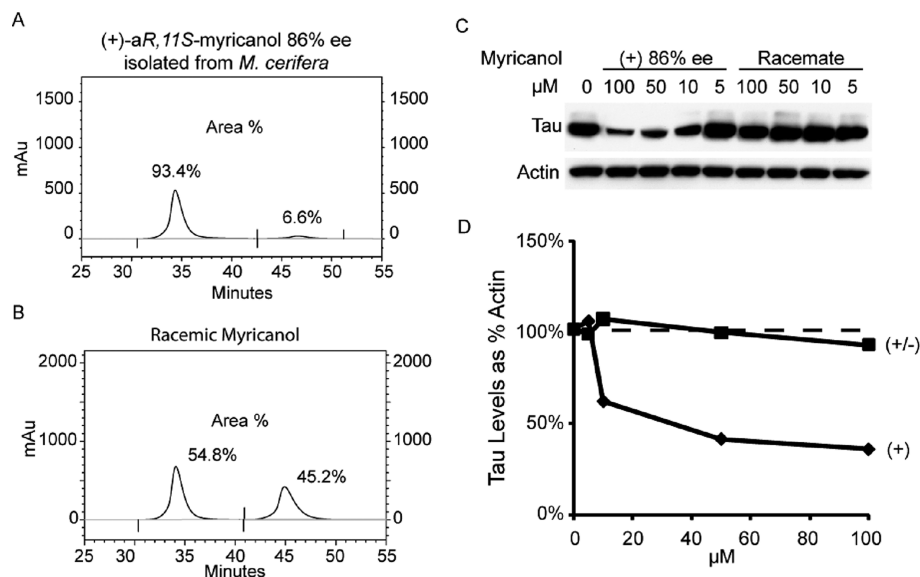 A
(+)-aR,11S-myricanol 86% ee
isolated from M. cerifera
1500 1500
1000 1000
500 500
0 0
mAu
Area %
93.4%
6.6%
25 30 35 40 45 50 55
Minutes
B
Racemic Myricanol
2000 2000
1000 1000
0 0
mAu
Area %
54.8%
45.2%
25 30 35 40 45 50 55
Minutes
C
Myricanol (+) 86% ee Racemate
µM 0 100 50 10 5 100 50 10 5
Tau
Actin
D
Tau Levels as % Actin
150%
100%
50%
0%
(+/-)
(+)
0 20 40 60 80 100
µM